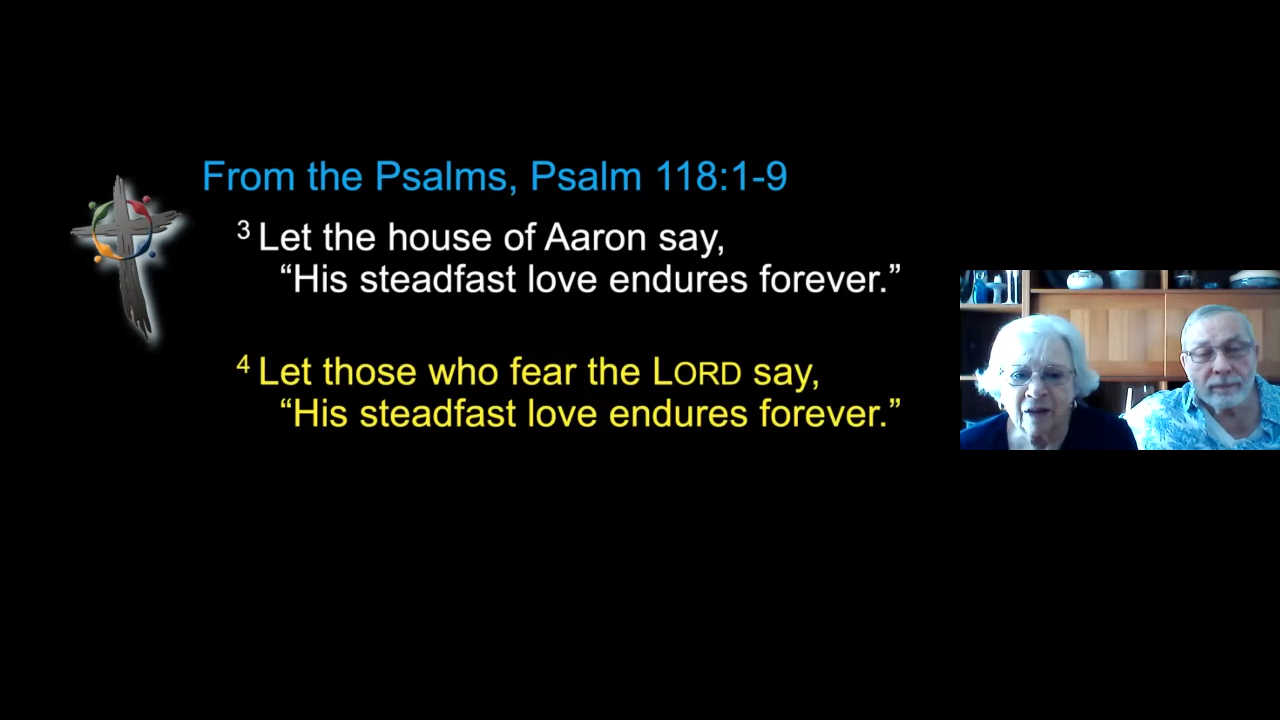 From the Psalms, Psalm 118:1-9
3 Let the house of Aaron say,
“His steadfast love endures forever.”
4 Let those who fear the LORD say,
“His steadfast love endures forever.”